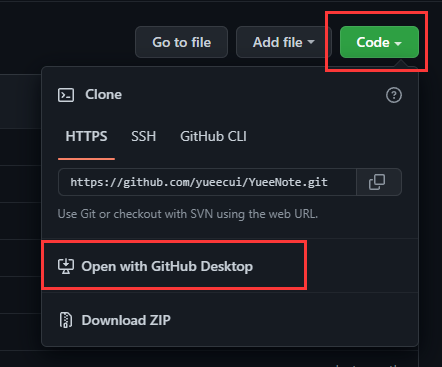 Go to file Add file Code
Clone
HTTPS SSH GitHub CLI
https://github.com/yueecui/YueeNote.git
Use Git or checkout with SVN using the web URL.
Open with GitHub Desktop
Download ZIP